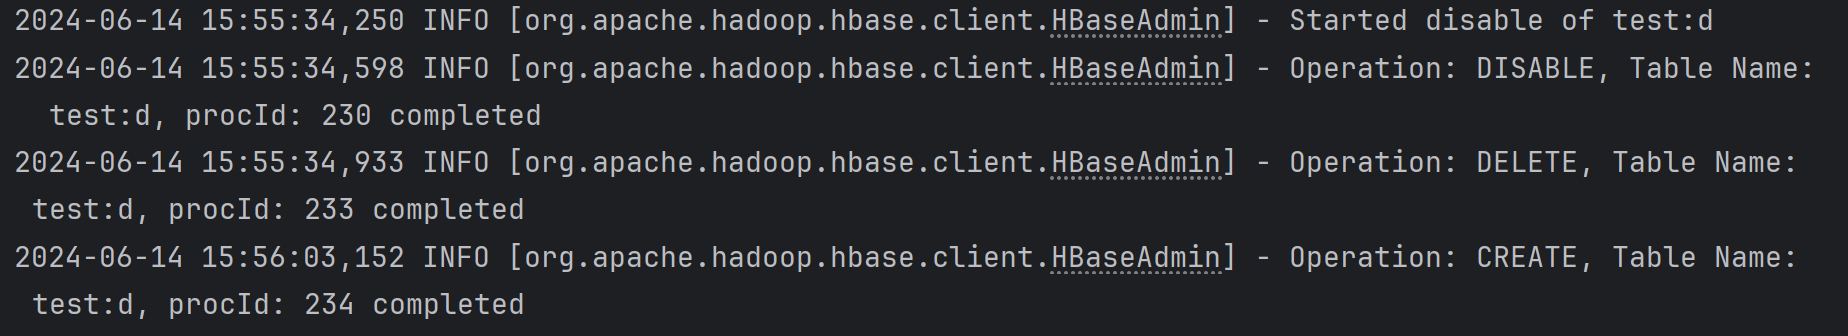 2024-06-14 15:55:34,250 INFO [org.apache.hadoop.hbase.client.HBaseAdmin] - Started disable of test:d
2024-06-14 15:55:34,598 INFO [org.apache.hadoop.hbase.client.HBaseAdmin] - Operation: DISABLE, Table Name:
test:d, procId: 230 completed
2024-06-14 15:55:34,933 INFO [org.apache.hadoop.hbase.client.HBaseAdmin] - Operation: DELETE, Table Name:
test:d, procId: 233 completed
2024-06-14 15:56:03,152 INFO [org.apache.hadoop.hbase.client.HBaseAdmin] - Operation: CREATE, Table Name:
test:d, procId: 234 completed